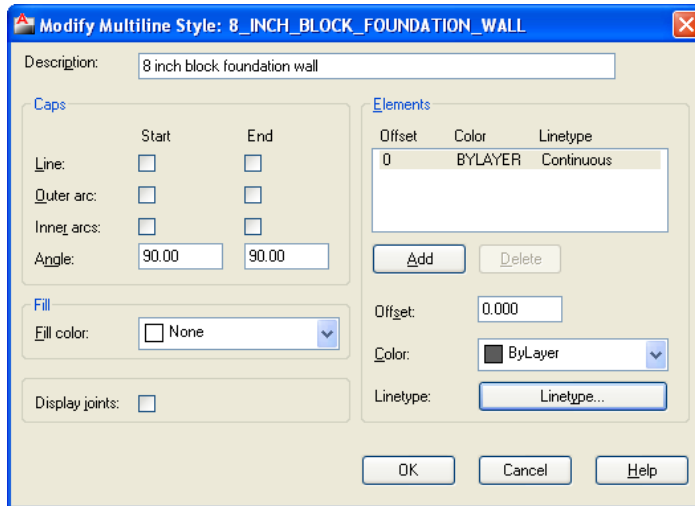 Modify Multiline Style: 8_INCH_BLOCK_FOUNDATION_WALL
Description: 8 inch block foundation wall
Caps
Start End
Line:
Outer arc:
Inner arcs:
Angle: 90.00 90.00
Fill
Fill color: None
Display joints:
Elements
Offset Color Linetype
0 BYLAYER Continuous
Add Delete
Offset: 0.000
Color: ByLayer
Linetype: Linetype...
OK Cancel Help